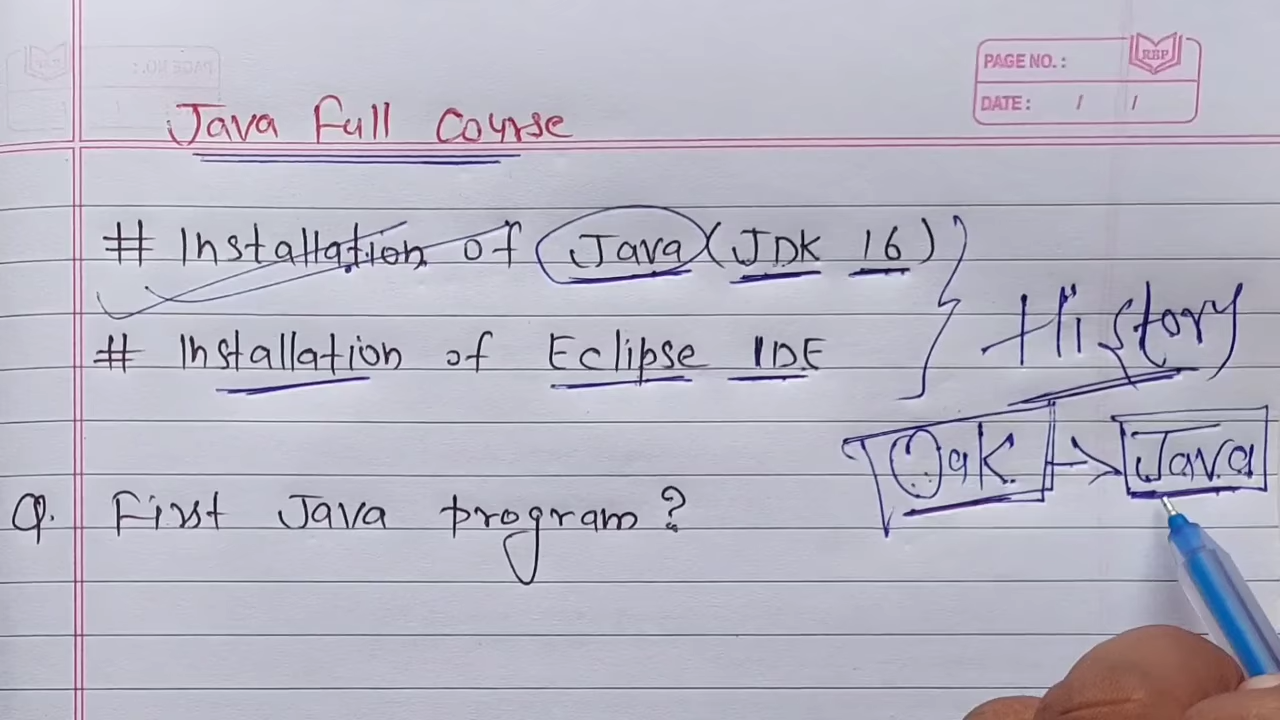 PAGE NO. :
RBP
DATE : / /
Java Full Course
# Installation of Java (JDK 16)
# Installation of Eclipse IDE
History
Oak → Java
Q. First Java program?